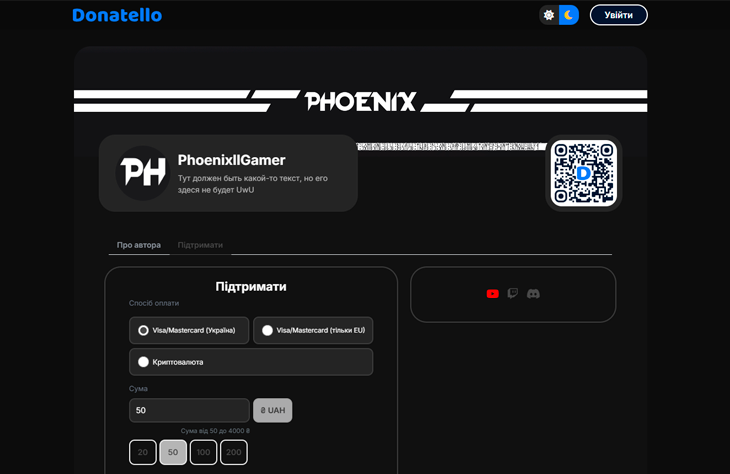 Donatello
Увійти
PHOENIX
PH
PhoenixIIGamer
Тут должен быть какой-то текст, но его
здеся не будет UwU
D
Про автора
Підтримати
Підтримати
Спосіб оплати
Visa/Mastercard (Україна)
Visa/Mastercard (тільки EU)
Криптовалюта
Сума
50
₴ UAH
Сума від 50 до 4000 ₴
20
50
100
200